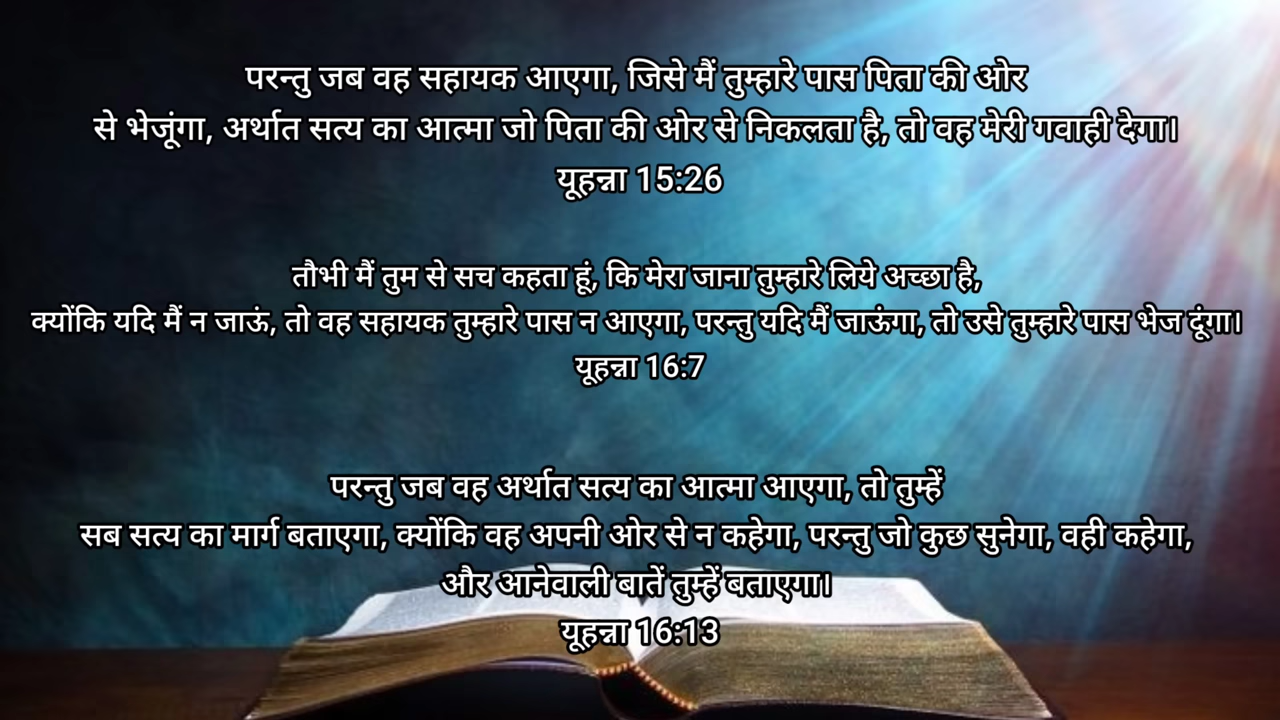 परन्तु जब वह सहायक आएगा, जिसे मैं तुम्हारे पास पिता की ओर
से भेजूंगा, अर्थात सत्य का आत्मा जो पिता की ओर से निकलता है, तो वह मेरी गवाही देगा।
यूहन्ना 15:26
तौभी मैं तुम से सच कहता हूं, कि मेरा जाना तुम्हारे लिये अच्छा है,
क्योंकि यदि मैं न जाऊं, तो वह सहायक तुम्हारे पास न आएगा, परन्तु यदि मैं जाऊंगा, तो उसे तुम्हारे पास भेज दूंगा।
यूहन्ना 16:7
परन्तु जब वह अर्थात सत्य का आत्मा आएगा, तो तुम्हें
सब सत्य का मार्ग बताएगा, क्योंकि वह अपनी ओर से न कहेगा, परन्तु जो कुछ सुनेगा, वही कहेगा,
और आनेवाली बातें तुम्हें बताएगा।
यूहन्ना 16:13